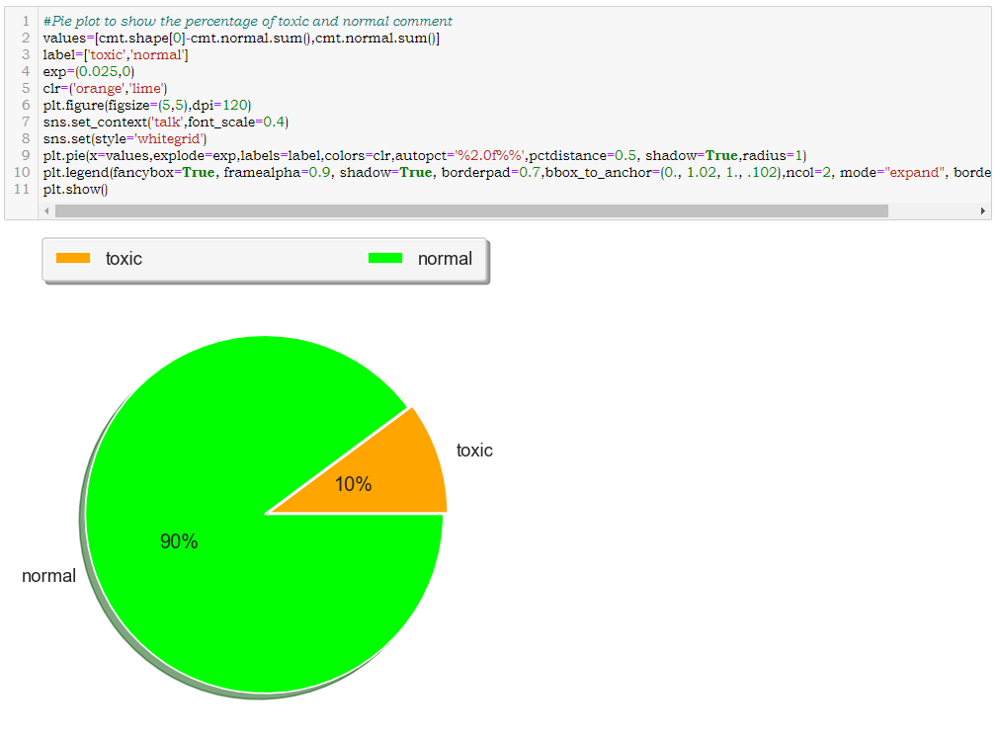 1 #Pie plot to show the percentage of toxic and normal comment
2 values=[cmt.shape[0]-cmt.normal.sum(),cmt.normal.sum()]
3 label=['toxic','normal']
4 exp=(0.025,0)
5 clr=('orange','lime')
6 plt.figure(figsize=(5,5),dpi=120)
7 sns.set_context('talk',font_scale=0.4)
8 sns.set(style='whitegrid')
9 plt.pie(x=values,explode=exp,labels=label,colors=clr,autopct='%2.0f%%',pctdistance=0.5, shadow=True,radius=1)
10 plt.legend(fancybox=True, framealpha=0.9, shadow=True, borderpad=0.7,bbox_to_anchor=(0., 1.02, 1., .102),ncol=2, mode="expand", borde
11 plt.show()
toxic normal
toxic
10%
90%
normal